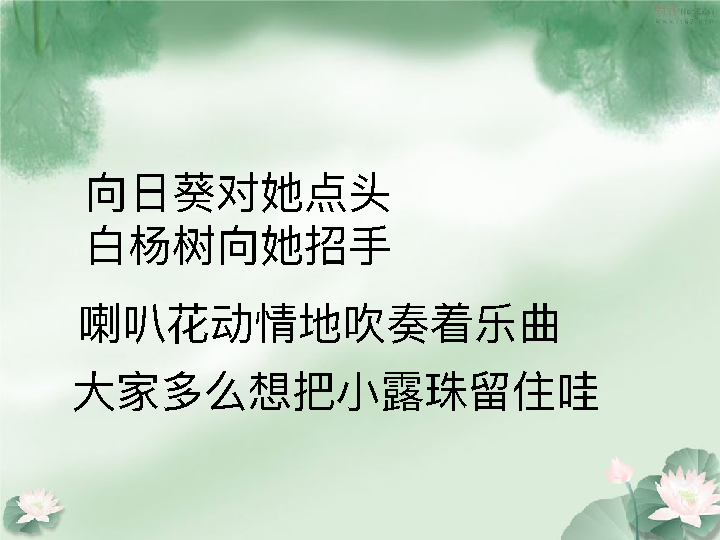 向日葵对她点头
白杨树向她招手
喇叭花动情地吹奏着乐曲
大家多么想把小露珠留住哇